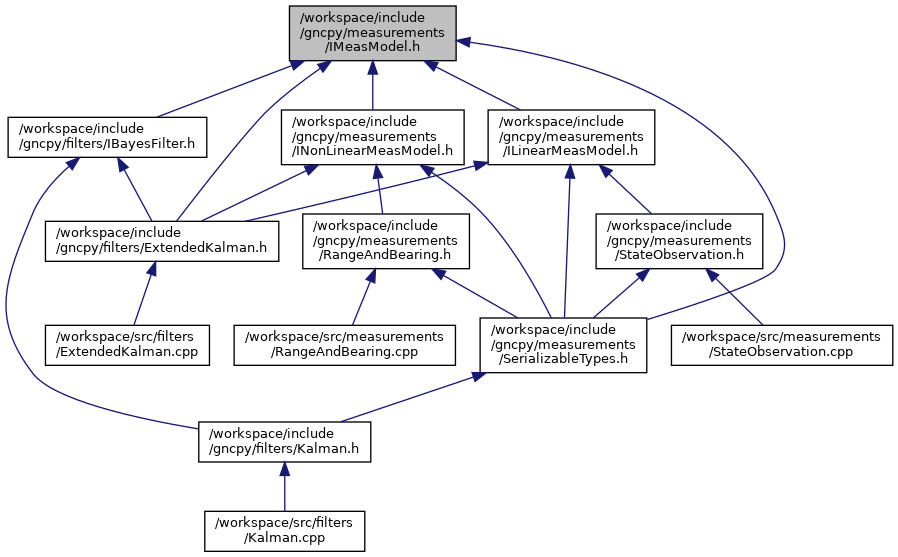 /workspace/include
/gncpy/measurements
/IMeasModel.h
/workspace/include
/gncpy/filters/IBayesFilter.h
/workspace/include
/gncpy/measurements
/INonLinearMeasModel.h
/workspace/include
/gncpy/measurements
/ILinearMeasModel.h
/workspace/include
/gncpy/filters/ExtendedKalman.h
/workspace/include
/gncpy/measurements
/RangeAndBearing.h
/workspace/include
/gncpy/measurements
/StateObservation.h
/workspace/src/filters
/ExtendedKalman.cpp
/workspace/src/measurements
/RangeAndBearing.cpp
/workspace/include
/gncpy/measurements
/SerializableTypes.h
/workspace/src/measurements
/StateObservation.cpp
/workspace/include
/gncpy/filters/Kalman.h
/workspace/src/filters
/Kalman.cpp